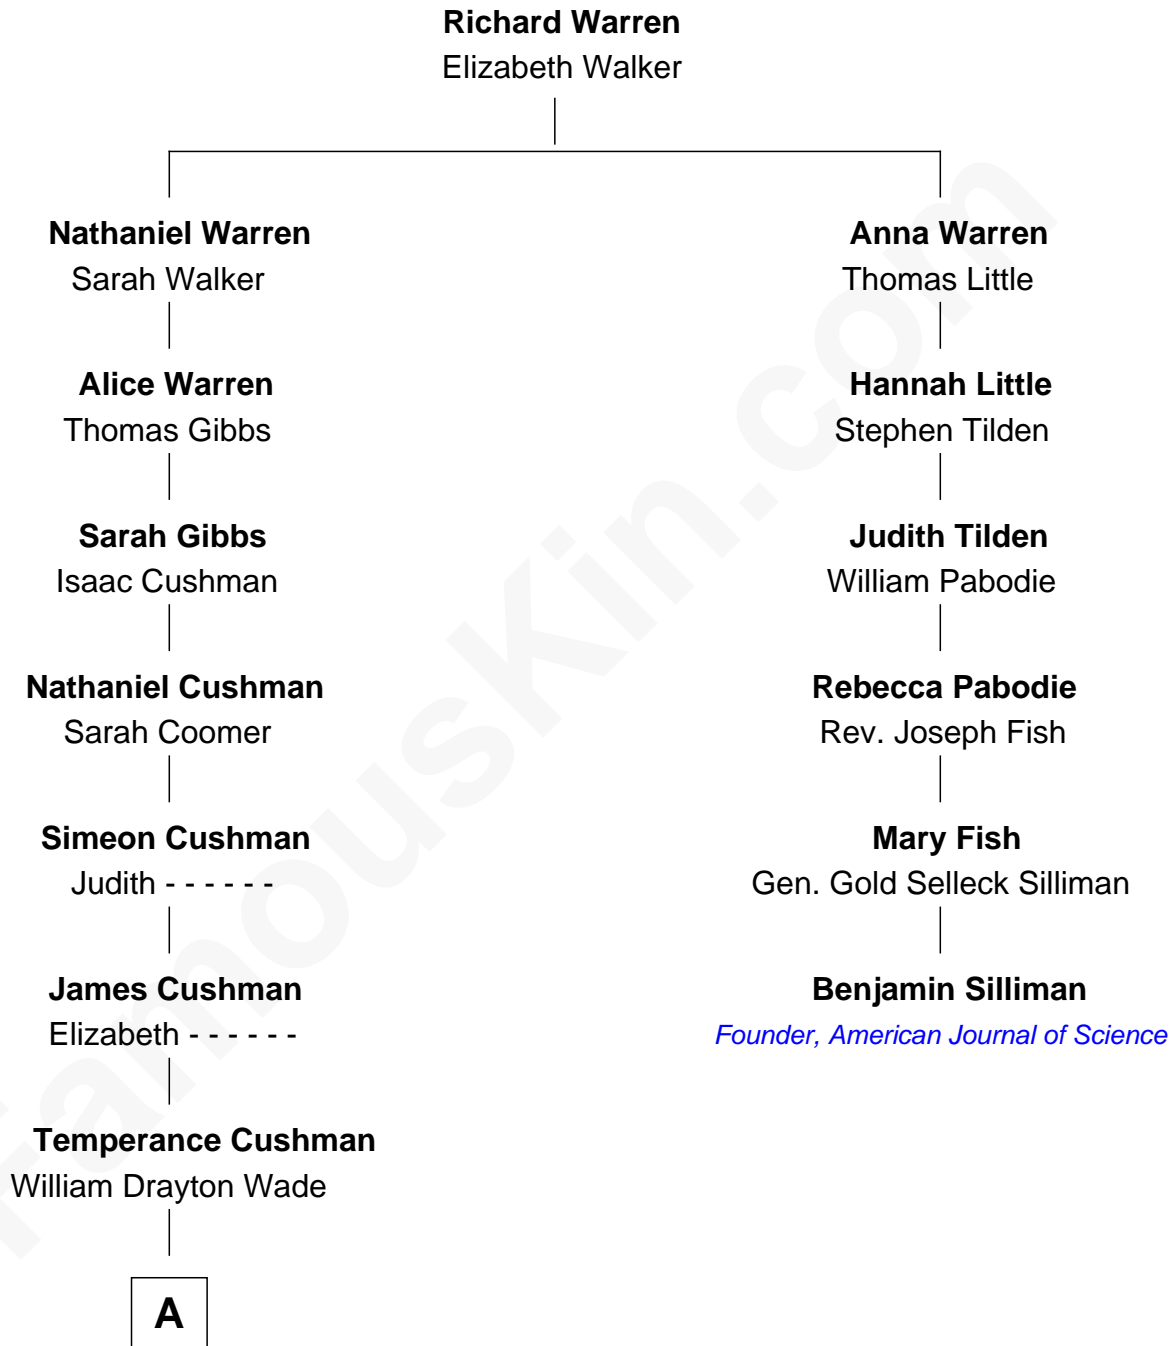 Richard Warren
Elizabeth Walker
Nathaniel Warren
Sarah Walker
Anna Warren
Thomas Little
Alice Warren
Thomas Gibbs
Hannah Little
Stephen Tilden
Sarah Gibbs
Isaac Cushman
Judith Tilden
William Pabodie
Nathaniel Cushman
Sarah Coomer
Rebecca Pabodie
Rev. Joseph Fish
Simeon Cushman
Judith - - - - - -
Mary Fish
Gen. Gold Selleck Silliman
James Cushman
Elizabeth - - - - - -
Benjamin Silliman
Founder, American Journal of Science
Temperance Cushman
William Drayton Wade
A
FamousKin.com